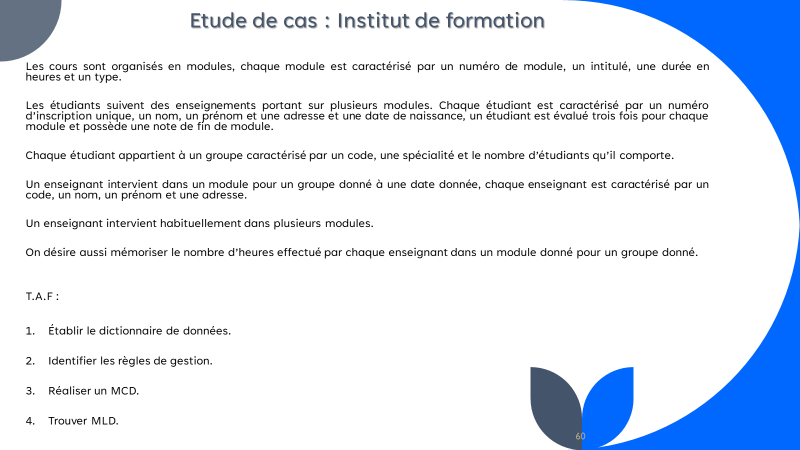 Etude de cas : Institut de formation
Les cours sont organisés en modules, chaque module est caractérisé par un numéro de module, un intitulé, une durée en
heures et un type.
Les étudiants suivent des enseignements portant sur plusieurs modules. Chaque étudiant est caractérisé par un numéro
d'inscription unique, un nom, un prénom et une adresse et une date de naissance, un étudiant est évalué trois fois pour chaque
module et possède une note de fin de module.
Chaque étudiant appartient à un groupe caractérisé par un code, une spécialité et le nombre d'étudiants qu'il comporte.
Un enseignant intervient dans un module pour un groupe donné à une date donnée, chaque enseignant est caractérisé par un
code, un nom, un prénom et une adresse.
Un enseignant intervient habituellement dans plusieurs modules.
On désire aussi mémoriser le nombre d'heures effectué par chaque enseignant dans un module donné pour un groupe donné.
T.A.F :
1. Établir le dictionnaire de données.
2. Identifier les règles de gestion.
3. Réaliser un MCD.
4. Trouver MLD.
60